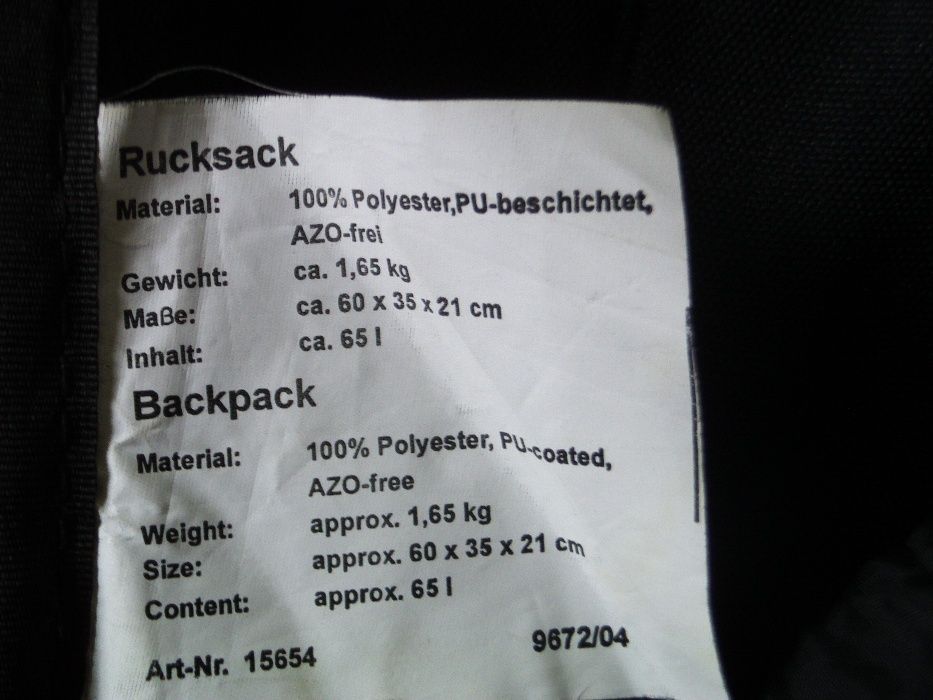 Rucksack
Material: 100% Polyester,PU-beschichtet,
AZO-frei
Gewicht: ca. 1,65 kg
Maße: ca. 60 x 35 x 21 cm
Inhalt: ca. 65 l
Backpack
Material: 100% Polyester, PU-coated,
AZO-free
Weight: approx. 1,65 kg
Size: approx. 60 x 35 x 21 cm
Content: approx. 65 l
Art-Nr. 15654 9672/04